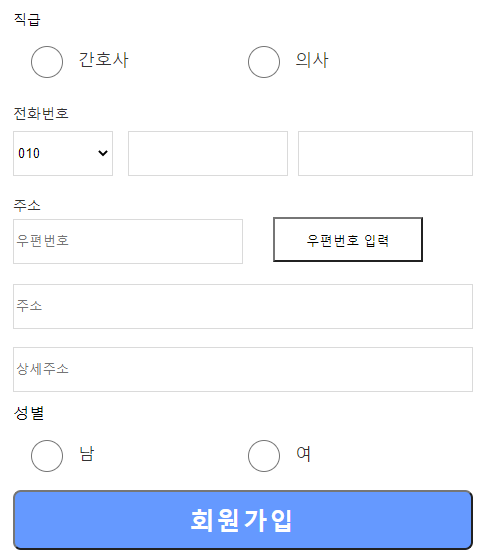 직급
간호사 의사
전화번호
010
주소
우편번호 우편번호 입력
주소
상세주소
성별
남 여
회원가입